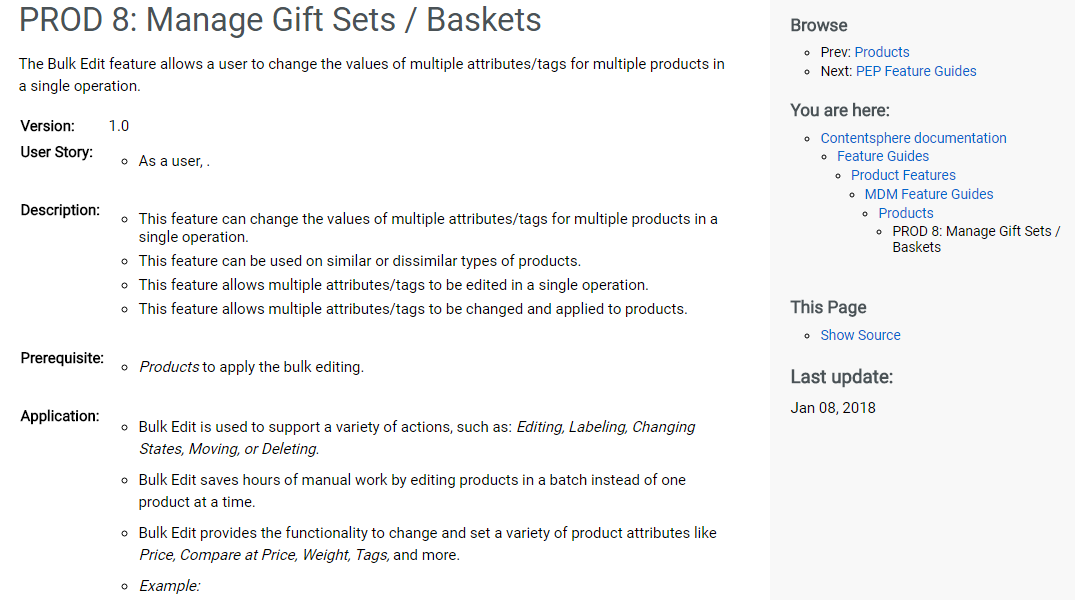 PROD 8: Manage Gift Sets / Baskets
The Bulk Edit feature allows a user to change the values of multiple attributes/tags for multiple products in
a single operation.
Version: 1.0
User Story:
As a user, .
Description:
This feature can change the values of multiple attributes/tags for multiple products in a
single operation.
This feature can be used on similar or dissimilar types of products.
This feature allows multiple attributes/tags to be edited in a single operation.
This feature allows multiple attributes/tags to be changed and applied to products.
Prerequisite:
Products to apply the bulk editing.
Application:
Bulk Edit is used to support a variety of actions, such as: Editing, Labeling, Changing
States, Moving, or Deleting.
Bulk Edit saves hours of manual work by editing products in a batch instead of one
product at a time.
Bulk Edit provides the functionality to change and set a variety of product attributes like
Price, Compare at Price, Weight, Tags, and more.
Example:
Browse
Prev: Products
Next: PEP Feature Guides
You are here:
Contentsphere documentation
Feature Guides
Product Features
MDM Feature Guides
Products
PROD 8: Manage Gift Sets /
Baskets
This Page
Show Source
Last update:
Jan 08, 2018